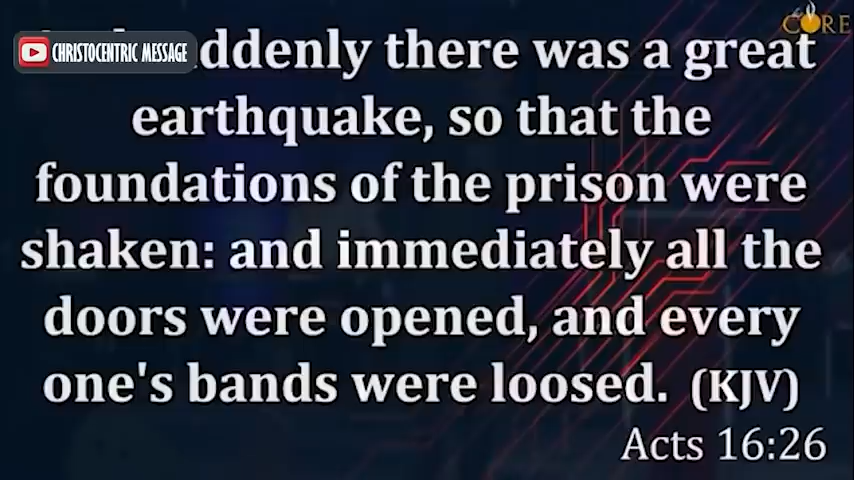 CORE
CHRISTOCENTRIC MESSAGE
there was a great
earthquake, so that the
foundations of the prison were
shaken: and immediately all the
doors were opened, and every
one's bands were loosed. (KJV)
Acts 16:26